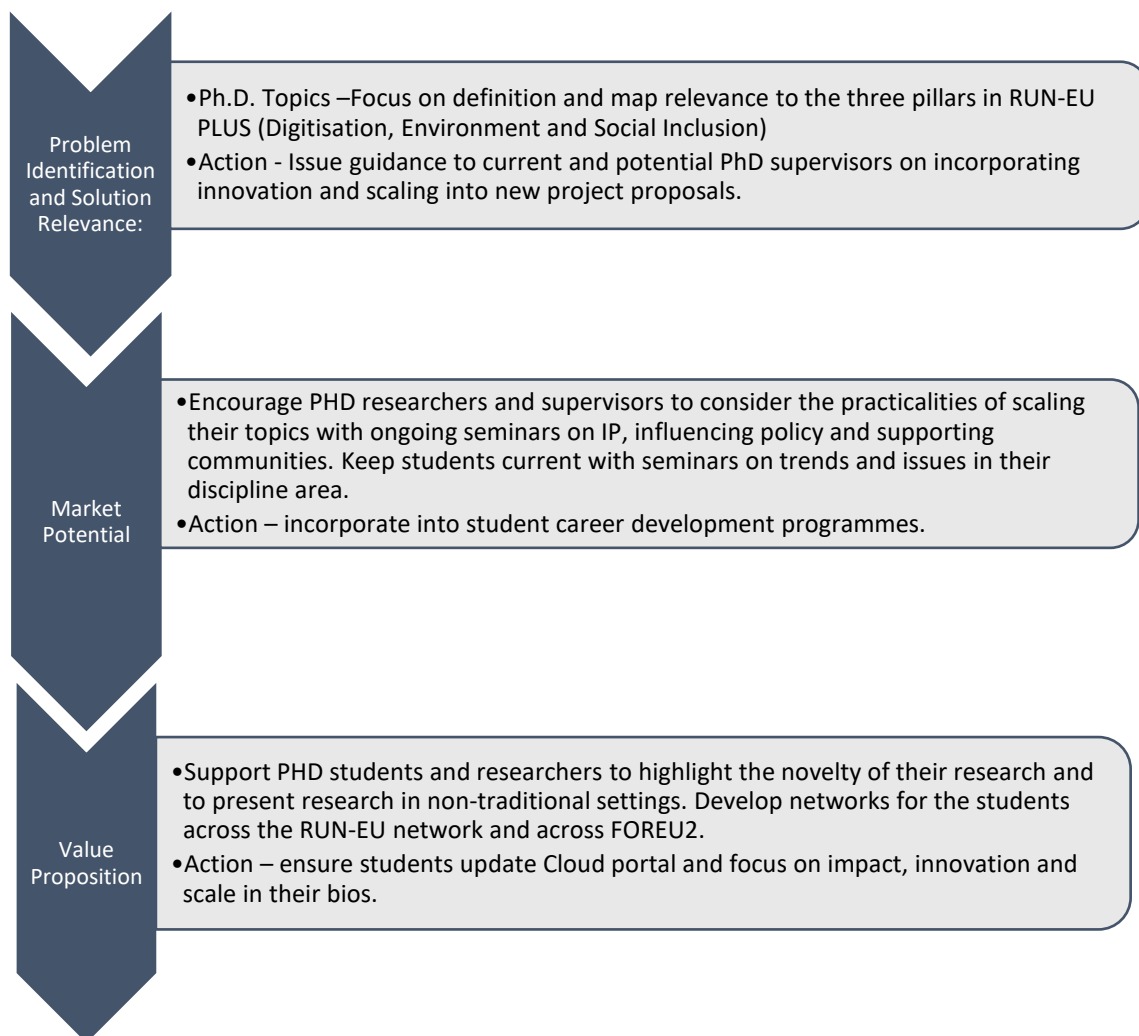 Problem
Identification
and Solution
Relevance:
•Ph.D. Topics –Focus on definition and map relevance to the three pillars in RUN-EU
PLUS (Digitisation, Environment and Social Inclusion)
•Action - Issue guidance to current and potential PhD supervisors on incorporating
innovation and scaling into new project proposals.
Market
Potential
•Encourage PHD researchers and supervisors to consider the practicalities of scaling
their topics with ongoing seminars on IP, influencing policy and supporting
communities. Keep students current with seminars on trends and issues in their
discipline area.
•Action – incorporate into student career development programmes.
Value
Proposition
•Support PHD students and researchers to highlight the novelty of their research and
to present research in non-traditional settings. Develop networks for the students
across the RUN-EU network and across FOREU2.
•Action – ensure students update Cloud portal and focus on impact, innovation and
scale in their bios.